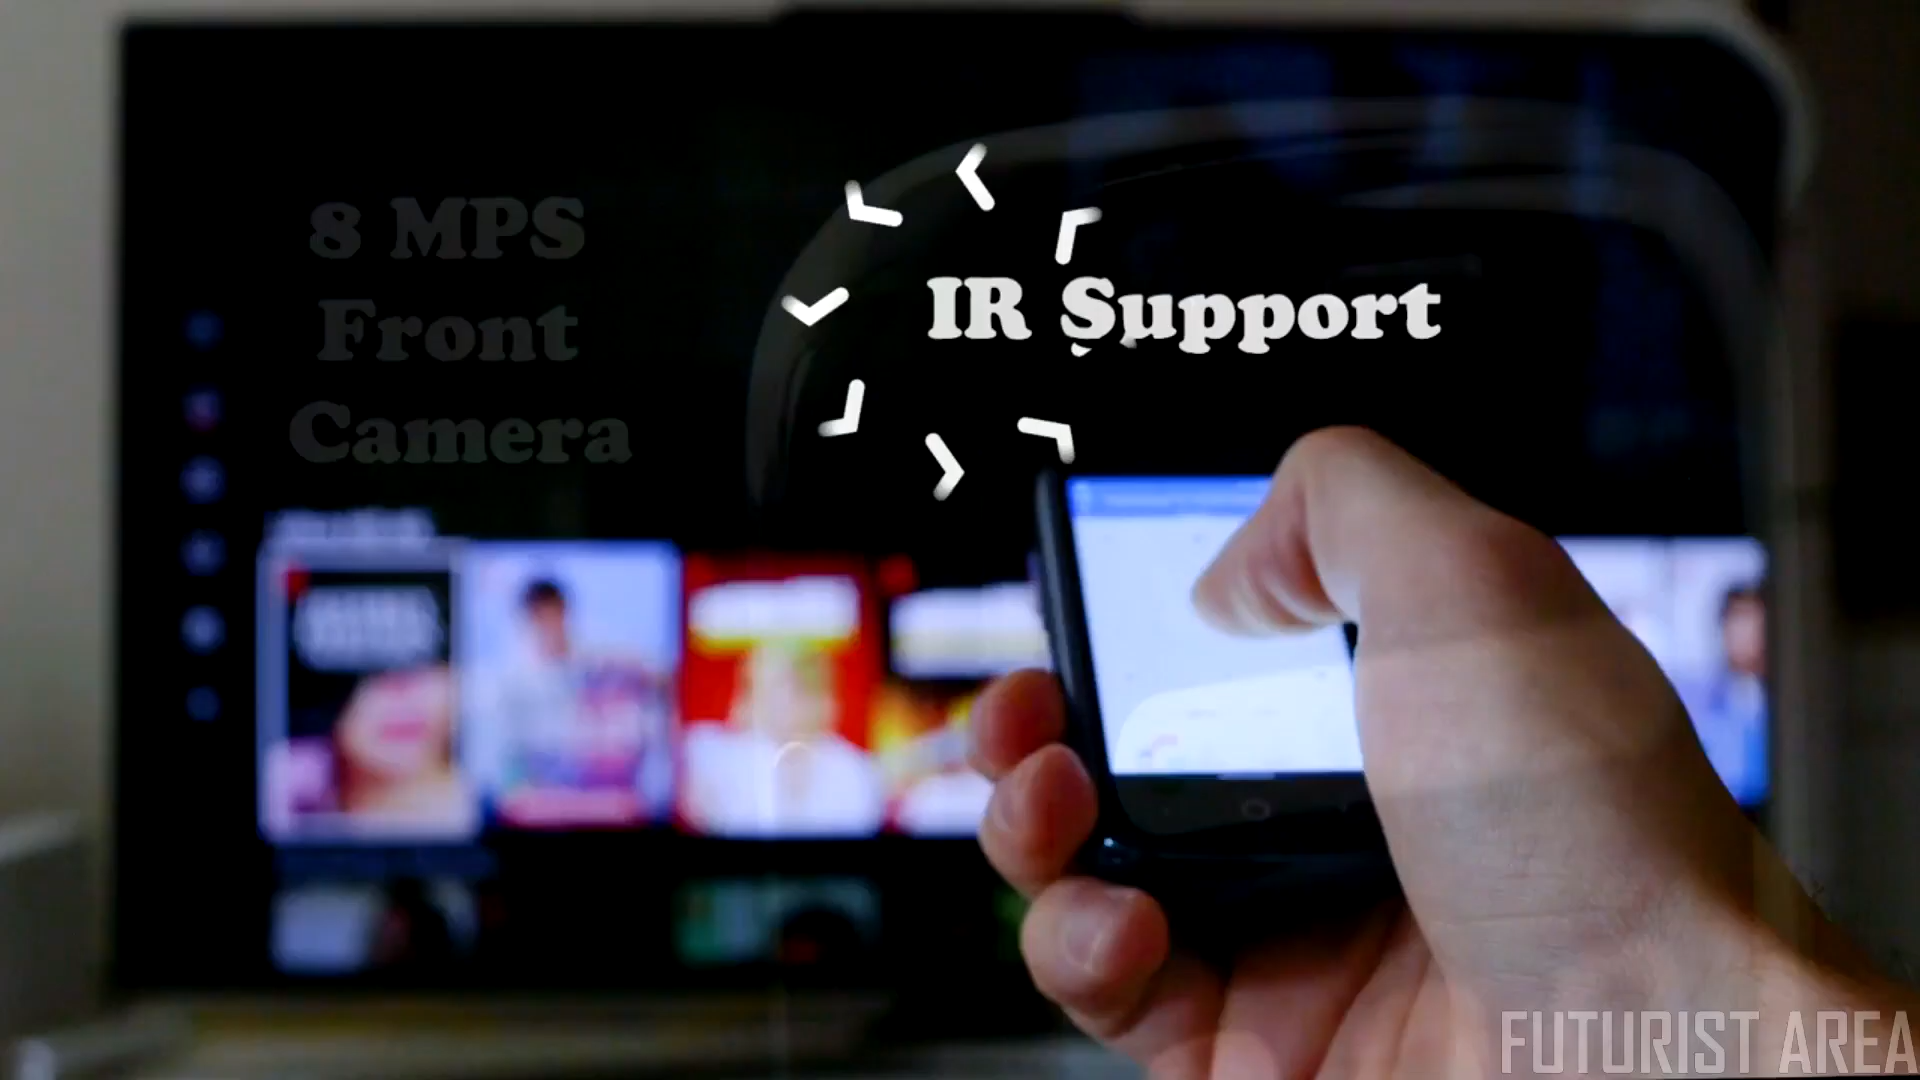 8 MPS
Front
Camera
IR Support
FUTURIST AREA